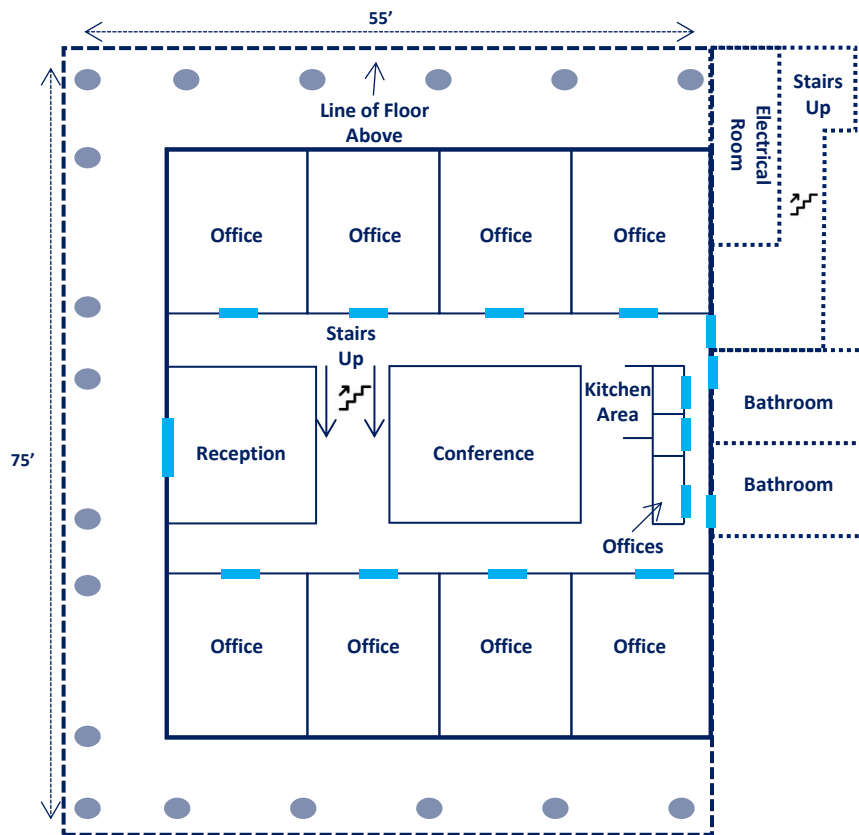 55’
Line of Floor
Above
Electrical
Room
Stairs
Up
Office
Office
Office
Office
Stairs
Up
75’
Reception
Conference
Kitchen
Area
Bathroom
Bathroom
Offices
Office
Office
Office
Office